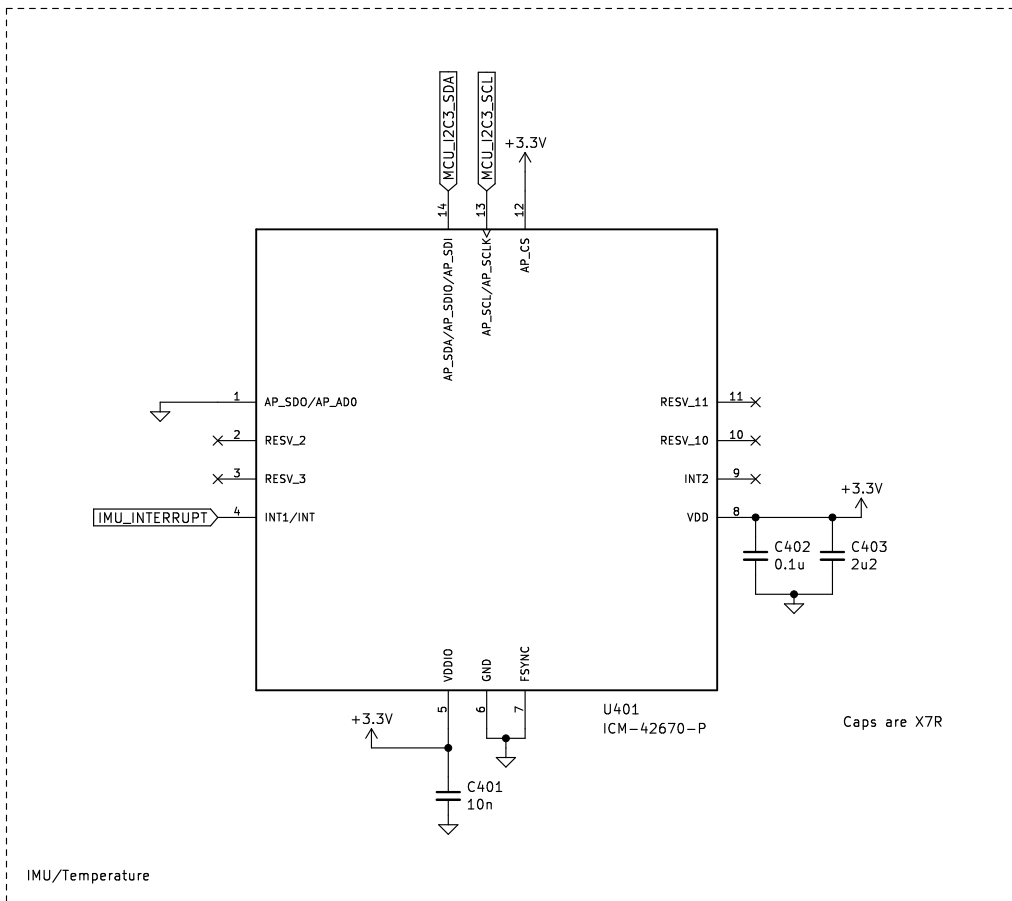 MCU_I2C3_SDA
MCU_I2C3_SCL
+3.3V
14
13
12
AP_SDA/AP_SDIO/AP_SDI
AP_SCL/AP_SCLK
AP_CS
1
AP_SDO/AP_AD0
RESV_11
11
2
RESV_2
RESV_10
10
3
RESV_3
INT2
9
+3.3V
IMU_INTERRUPT
4
INT1/INT
VDD
8
C402
0.1u
C403
2u2
VDDIO
GND
FSYNC
5
6
7
+3.3V
U401
ICM-42670-P
Caps are X7R
C401
10n
IMU/Temperature